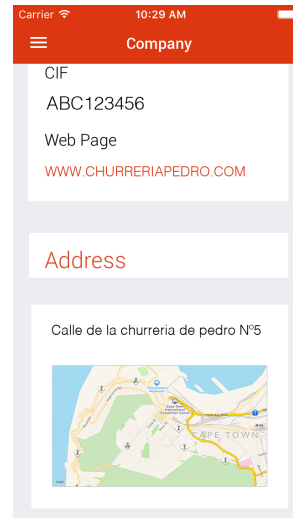 Carrier 10:29 AM
Company
CIF
ABC123456
Web Page
WWW.CHURRERIAPEDRO.COM
Address
Calle de la churreria de pedro Nº5
CAPE TOWN